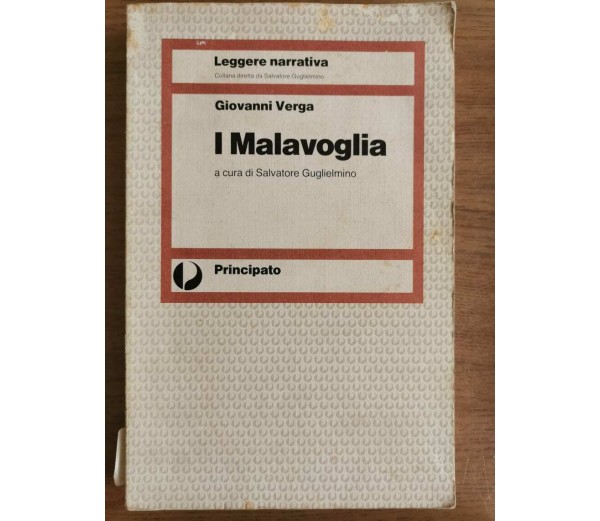 Leggere narrativa
Collana diretta da Salvatore Guglielmino
Giovanni Verga
I Malavoglia
a cura di Salvatore Guglielmino
Principato